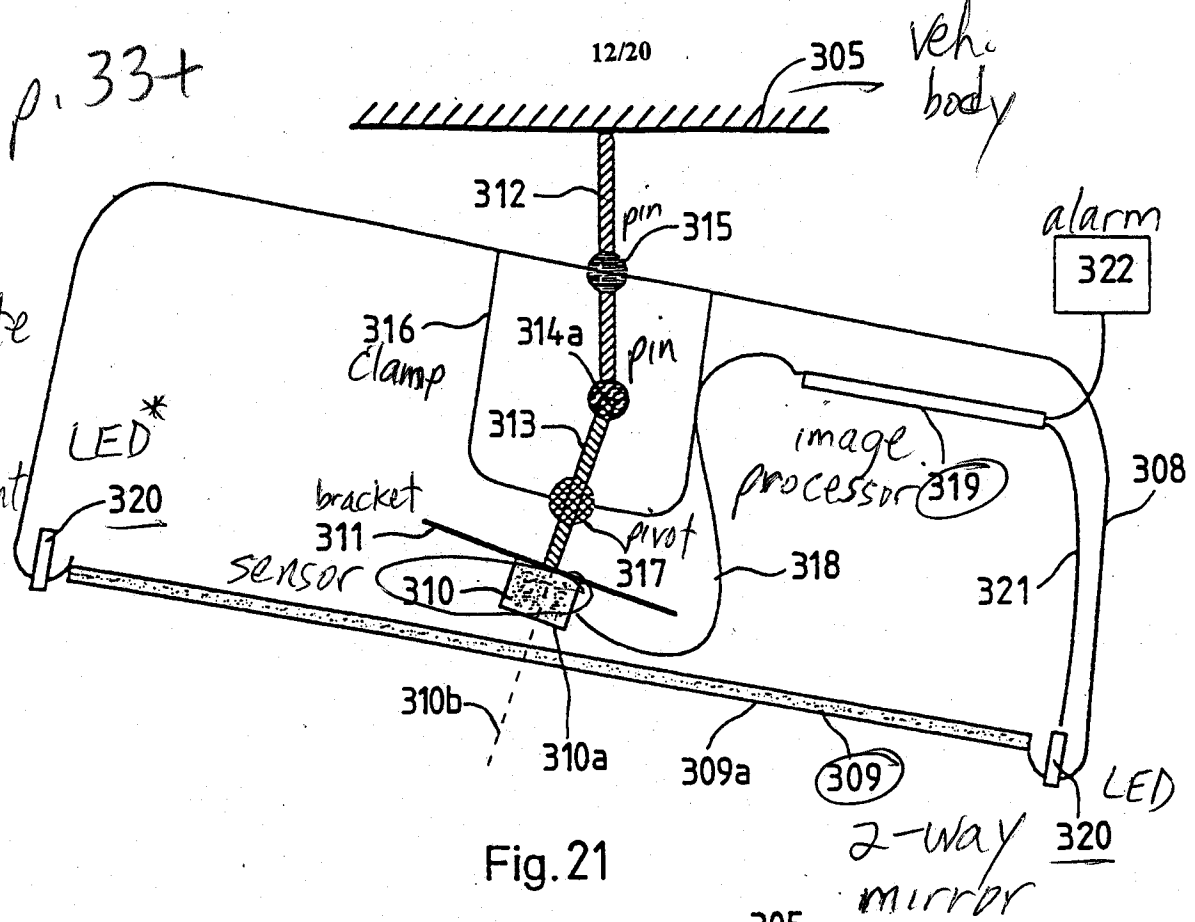 p. 33+
12/20
305
veh.
body
312
pin
315
alarm
322
316
clamp
314a
pin
313
LED*
320
bracket
311
sensor
310
pivot
317
318
image
processor
319
308
321
310b
310a
309a
309
LED
320
2-way
mirror
Fig. 21